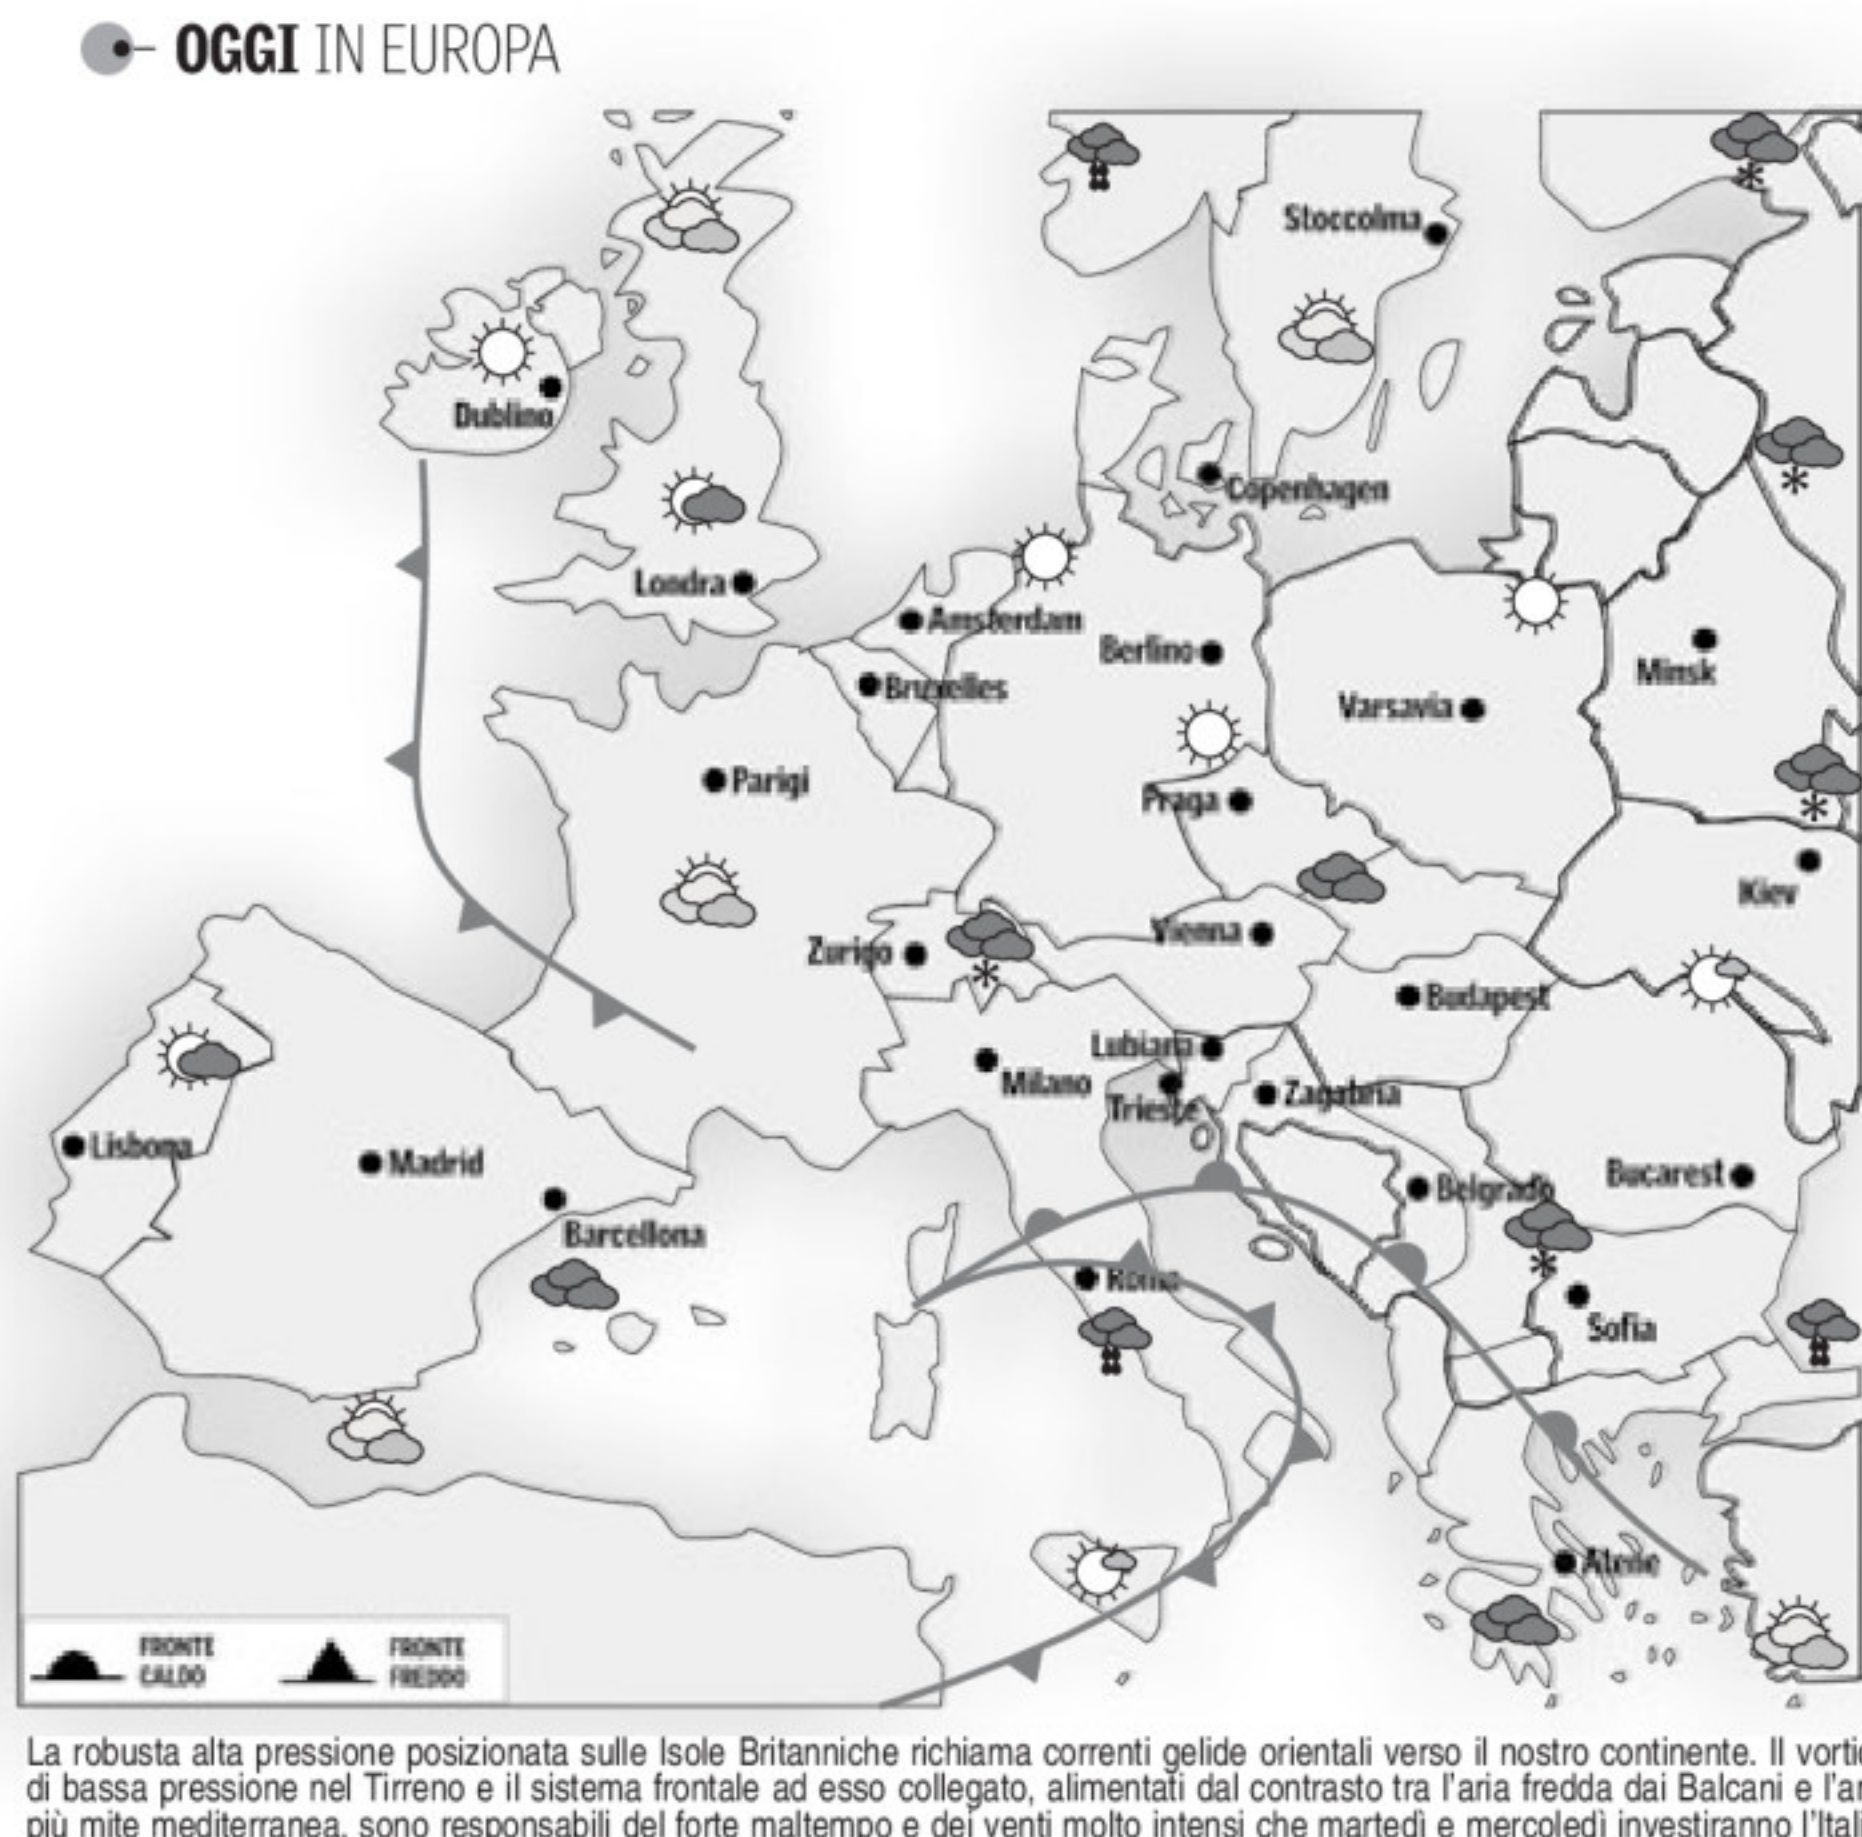 OGGI IN EUROPA
Stoccolma
Dublino
Copenhagen
Londra
Amsterdam
Berlino
Minsk
Bruxelles
Varsavia
Parigi
Praga
Kiev
Vienna
Zurigo
Budapest
Lubiana
Milano
Zagabria
Trieste
Lisbona
Madrid
Belgrado
Bucarest
Barcellona
Roma
Sofia
Atene
FRONTE
CALDO
FRONTE
FREDDO
La robusta alta pressione posizionata sulle Isole Britanniche richiama correnti gelide orientali verso il nostro continente. Il vorti
di bassa pressione nel Tirreno e il sistema frontale ad esso collegato, alimentati dal contrasto tra l'aria fredda dai Balcani e l'ar
più mite mediterranea, sono responsabili del forte maltempo e dei venti molto intensi che martedì e mercoledì investiranno l'Itali